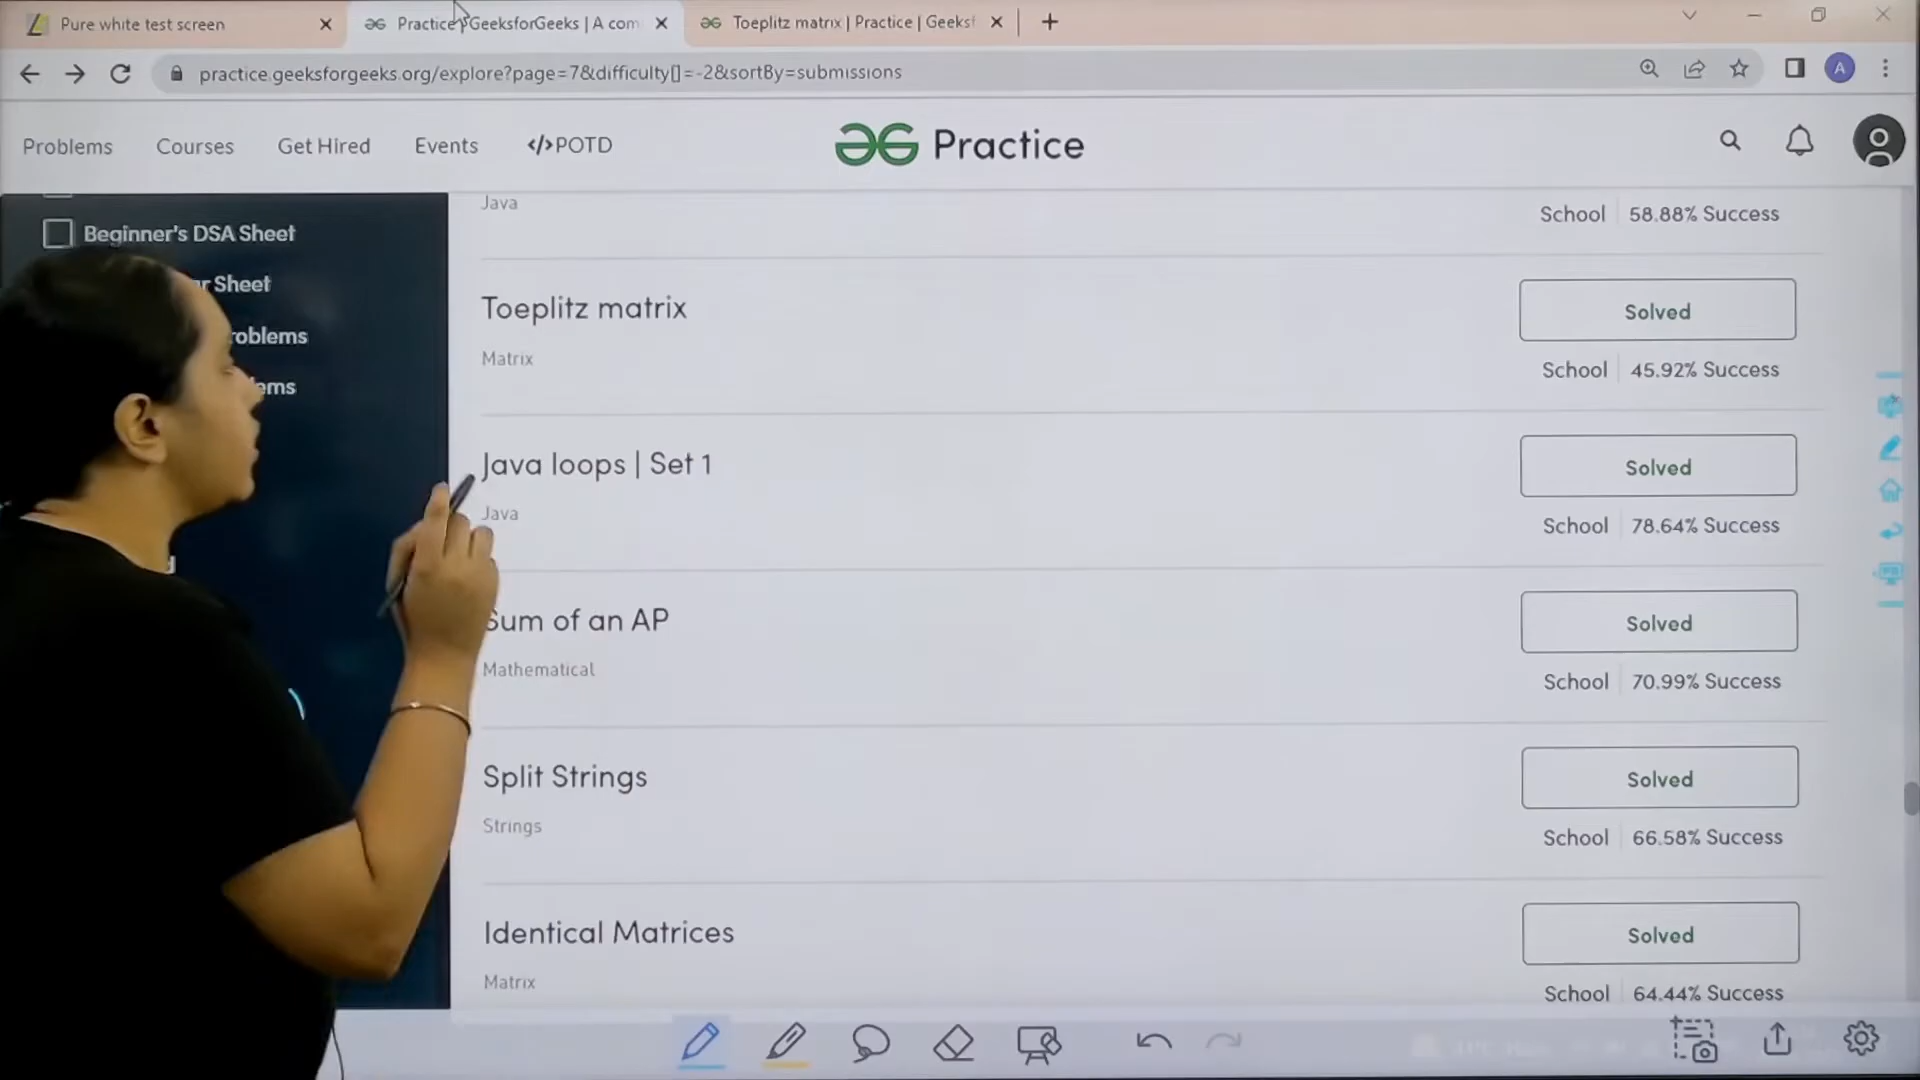 Pure white test screen
Practice | GeeksforGeeks | A com
Toeplitz matrix | Practice | Geeksf
practice.geeksforgeeks.org/explore?page=7&difficulty[]=-2&sortBy=submissions
A
Problems
Courses
Get Hired
Events
</>POTD
Practice
Beginner's DSA Sheet
r Sheet
roblems
ems
Java
School 58.88% Success
Toeplitz matrix
Solved
Matrix
School 45.92% Success
Java loops | Set 1
Solved
Java
School 78.64% Success
Sum of an AP
Solved
Mathematical
School 70.99% Success
Split Strings
Solved
Strings
School 66.58% Success
Identical Matrices
Solved
Matrix
School 64.44% Success